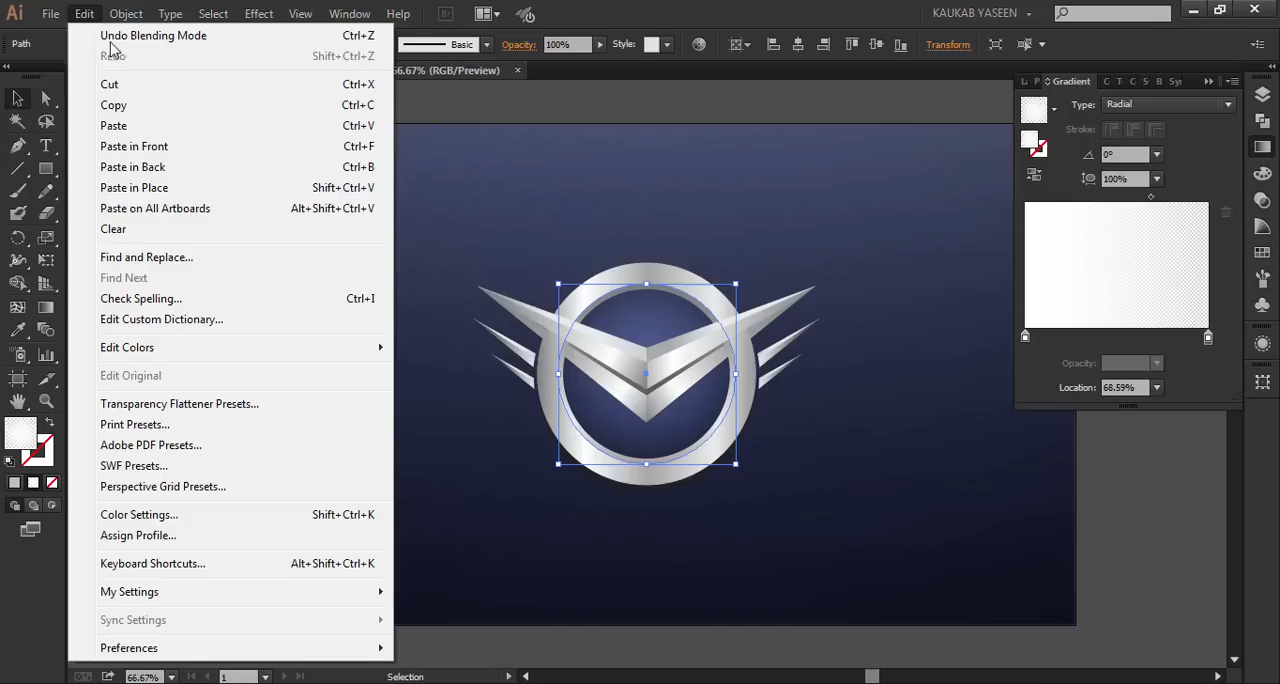 Ai File Edit Object Type Select Effect View Window Help Br KAUKAB YASEEN
Path Basic Opacity: 100% Style: Transform
66.67% (RGB/Preview) ×
Undo Blending Mode Ctrl+Z
Redo Shift+Ctrl+Z
Cut Ctrl+X
Copy Ctrl+C
Paste Ctrl+V
Paste in Front Ctrl+F
Paste in Back Ctrl+B
Paste in Place Shift+Ctrl+V
Paste on All Artboards Alt+Shift+Ctrl+V
Clear
Find and Replace...
Find Next
Check Spelling... Ctrl+I
Edit Custom Dictionary...
Edit Colors
Edit Original
Transparency Flattener Presets...
Print Presets...
Adobe PDF Presets...
SWF Presets...
Perspective Grid Presets...
Color Settings... Shift+Ctrl+K
Assign Profile...
Keyboard Shortcuts... Alt+Shift+Ctrl+K
My Settings
Sync Settings
Preferences
Gradient C T C S B
Type: Radial
Stroke:
0°
100%
Opacity:
Location: 68.59%
66.67% 1 Selection